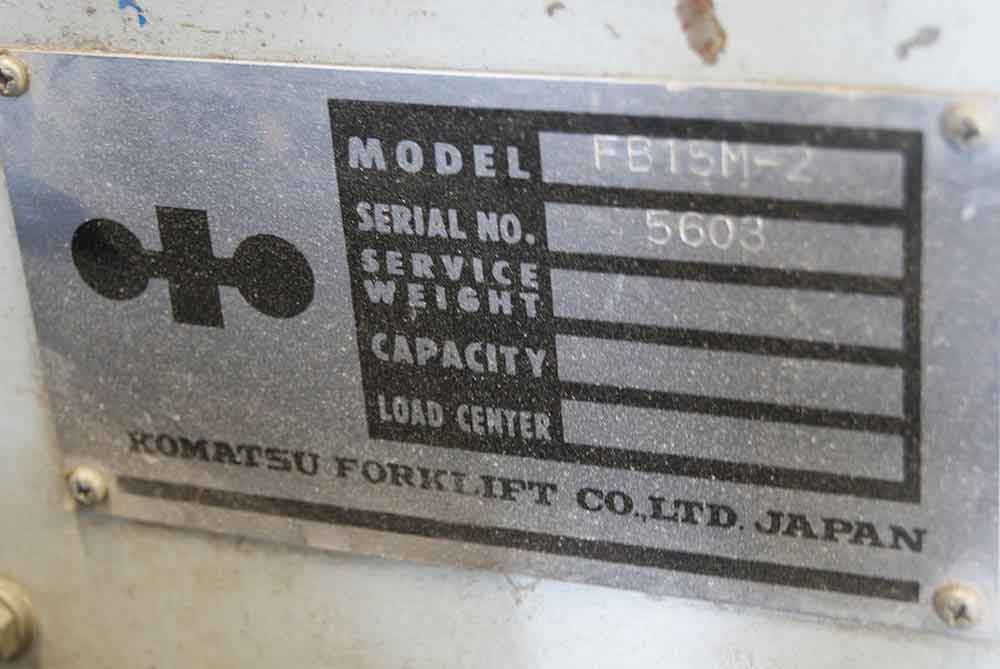 MODEL FB15M-2
SERIAL NO. 5603
SERVICE
WEIGHT
CAPACITY
LOAD CENTER
KOMATSU FORKLIFT CO.,LTD. JAPAN